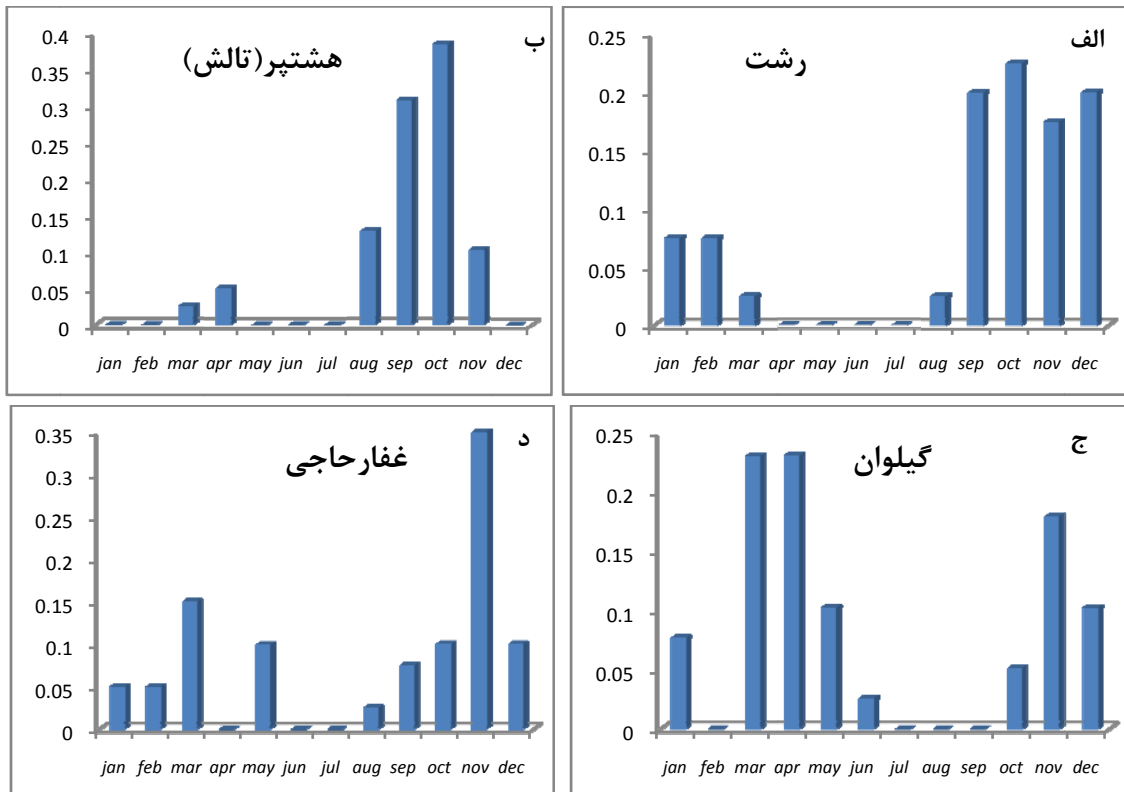 الف
رشت
0.25
0.2
0.15
0.1
0.05
0
jan feb mar apr may jun jul aug sep oct nov dec
ب
هشتپر(تالش)
0.4
0.35
0.3
0.25
0.2
0.15
0.1
0.05
0
jan feb mar apr may jun jul aug sep oct nov dec
ج
گیلوان
0.25
0.2
0.15
0.1
0.05
0
jan feb mar apr may jun jul aug sep oct nov dec
د
غفارحاجی
0.35
0.3
0.25
0.2
0.15
0.1
0.05
0
jan feb mar apr may jun jul aug sep oct nov dec